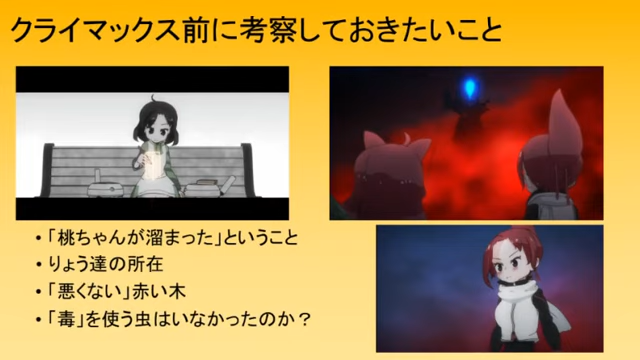 クライマックス前に考察しておきたいこと
• 「桃ちゃんが溜まった」ということ
• りょう達の所在
• 「悪くない」赤い木
• 「毒」を使う虫はいなかったのか？